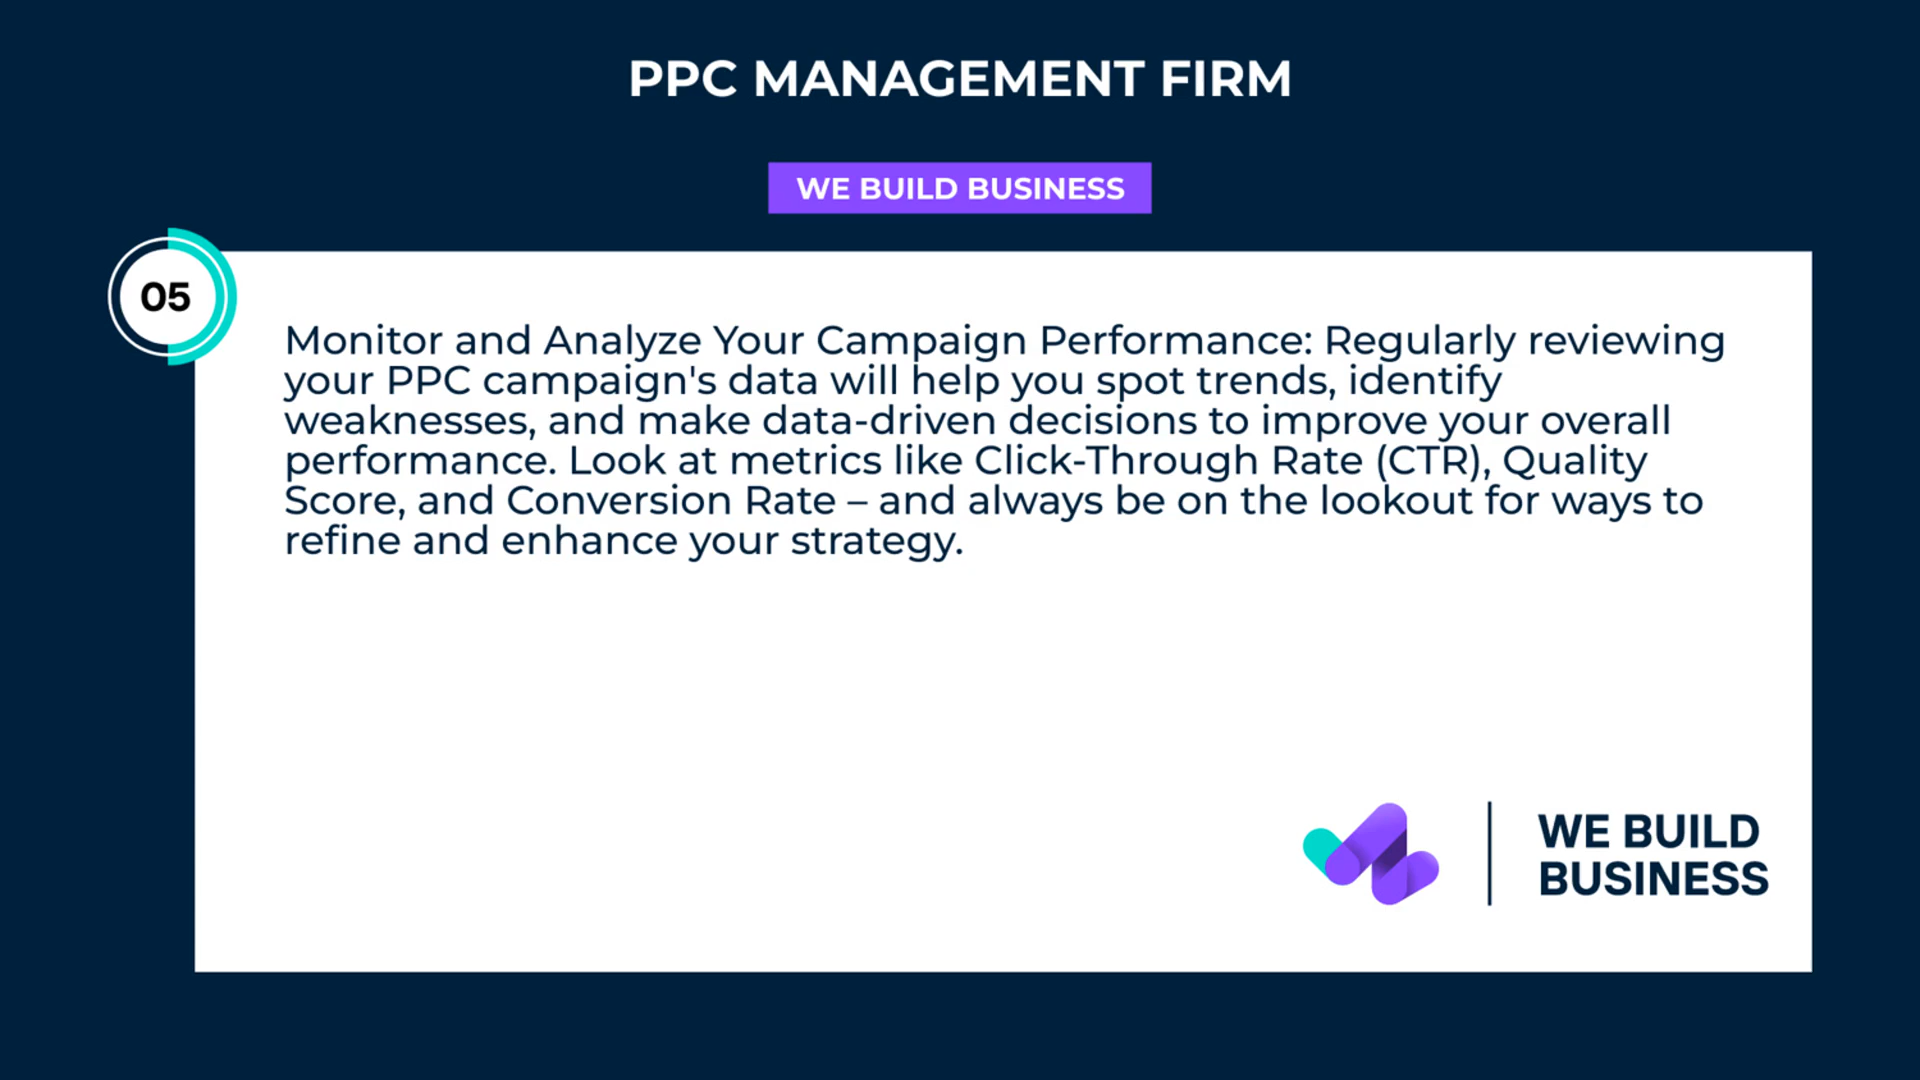 PPC MANAGEMENT FIRM
WE BUILD BUSINESS
05
Monitor and Analyze Your Campaign Performance: Regularly reviewing
your PPC campaign's data will help you spot trends, identify
weaknesses, and make data-driven decisions to improve your overall
performance. Look at metrics like Click-Through Rate (CTR), Quality
Score, and Conversion Rate – and always be on the lookout for ways to
refine and enhance your strategy.
WE BUILD
BUSINESS